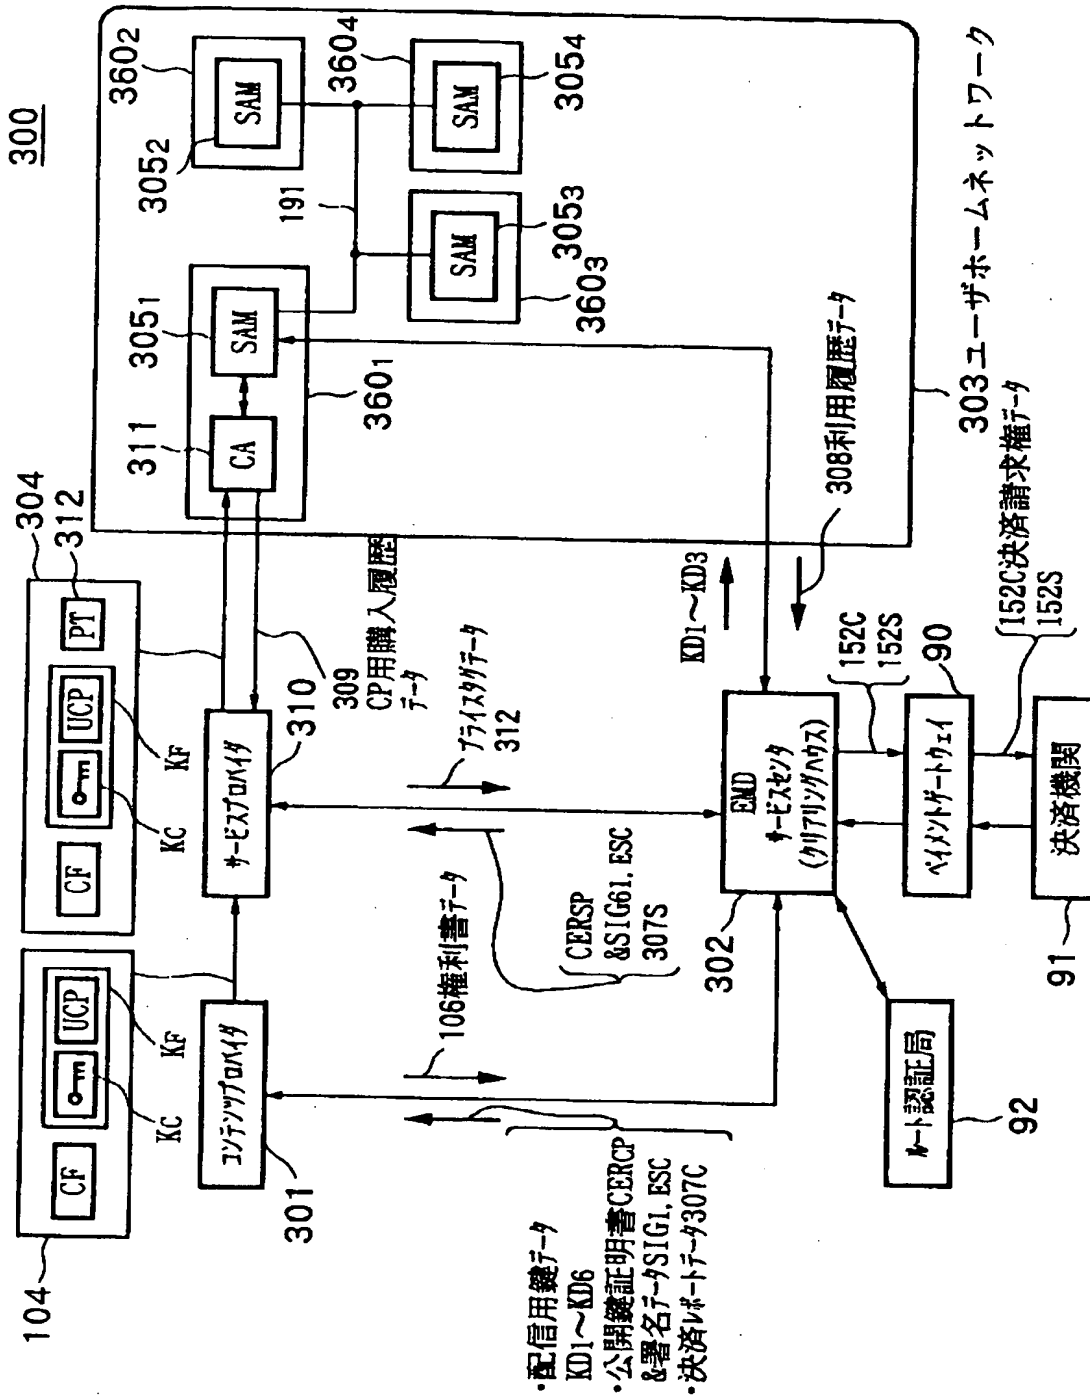 300
104
CF
KC
UCP
KF
304
CF
KC
UCP
KF
PT
312
コンテンツプロバイダ
301
サービスプロバイダ
310
309
CP用購入履歴
データ
311
CA
SAM
305₁
360₁
SAM
305₂
360₂
191
SAM
305₃
360₃
SAM
305₄
360₄
303ユーザホームネットワーク
106権利書データ
プライスタグデータ
312
CERSP
&SIG61, ESC
307S
・配信用鍵データ
KD1〜KD6
・公開鍵証明書CERCP
&署名データSIG1, ESC
・決済レポートデータ307C
KD1〜KD3
308利用履歴データ
EMD
サービスセンタ
(クリアリングハウス)
302
152C
152S
90
ペイメントゲートウェイ
152C決済請求権データ
152S
決済機関
91
ルート認証局
92